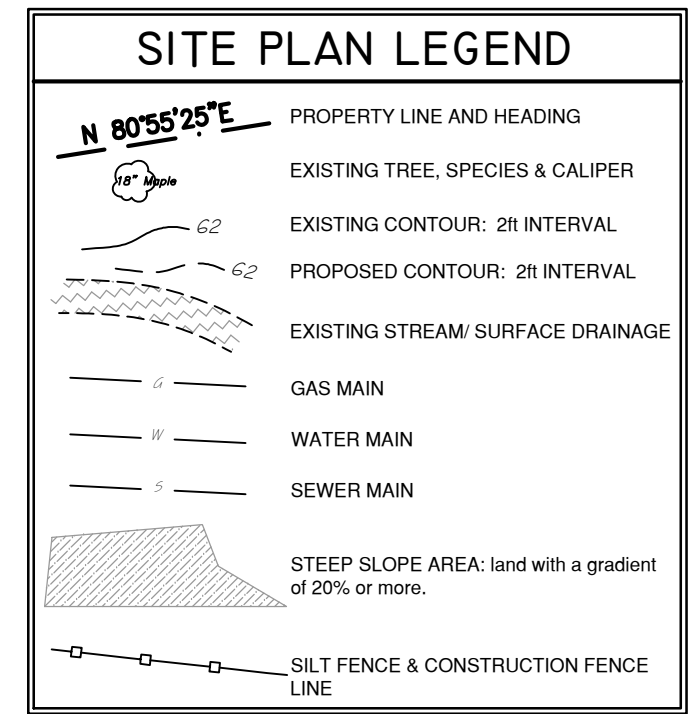 SITE PLAN LEGEND
N 80°55'25"E
PROPERTY LINE AND HEADING
18" Maple
EXISTING TREE, SPECIES & CALIPER
62
EXISTING CONTOUR: 2ft INTERVAL
62
PROPOSED CONTOUR: 2ft INTERVAL
EXISTING STREAM/ SURFACE DRAINAGE
G
GAS MAIN
W
WATER MAIN
S
SEWER MAIN
STEEP SLOPE AREA: land with a gradient
of 20% or more.
SILT FENCE & CONSTRUCTION FENCE
LINE